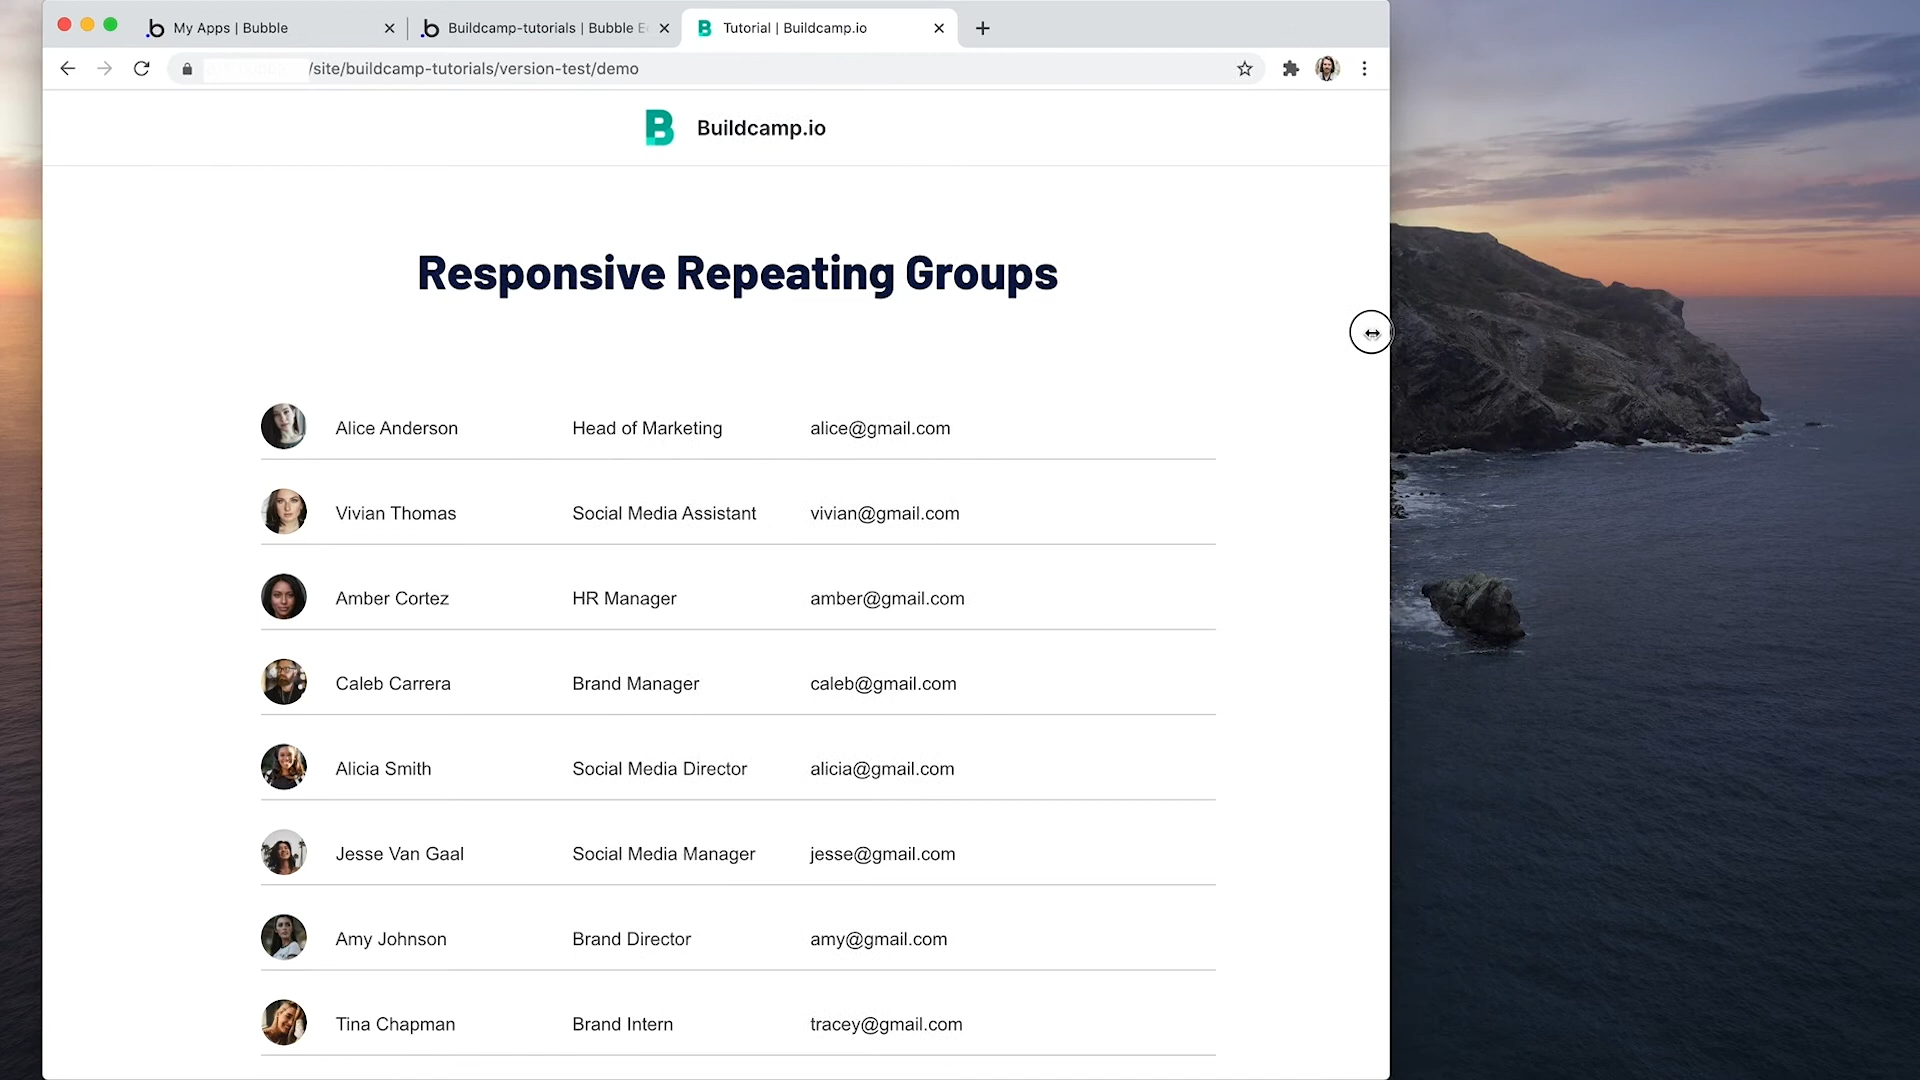 My Apps | Bubble
Buildcamp-tutorials | Bubble E
Tutorial | Buildcamp.io
/site/buildcamp-tutorials/version-test/demo
B Buildcamp.io
Responsive Repeating Groups
Alice Anderson Head of Marketing alice@gmail.com
Vivian Thomas Social Media Assistant vivian@gmail.com
Amber Cortez HR Manager amber@gmail.com
Caleb Carrera Brand Manager caleb@gmail.com
Alicia Smith Social Media Director alicia@gmail.com
Jesse Van Gaal Social Media Manager jesse@gmail.com
Amy Johnson Brand Director amy@gmail.com
Tina Chapman Brand Intern tracey@gmail.com